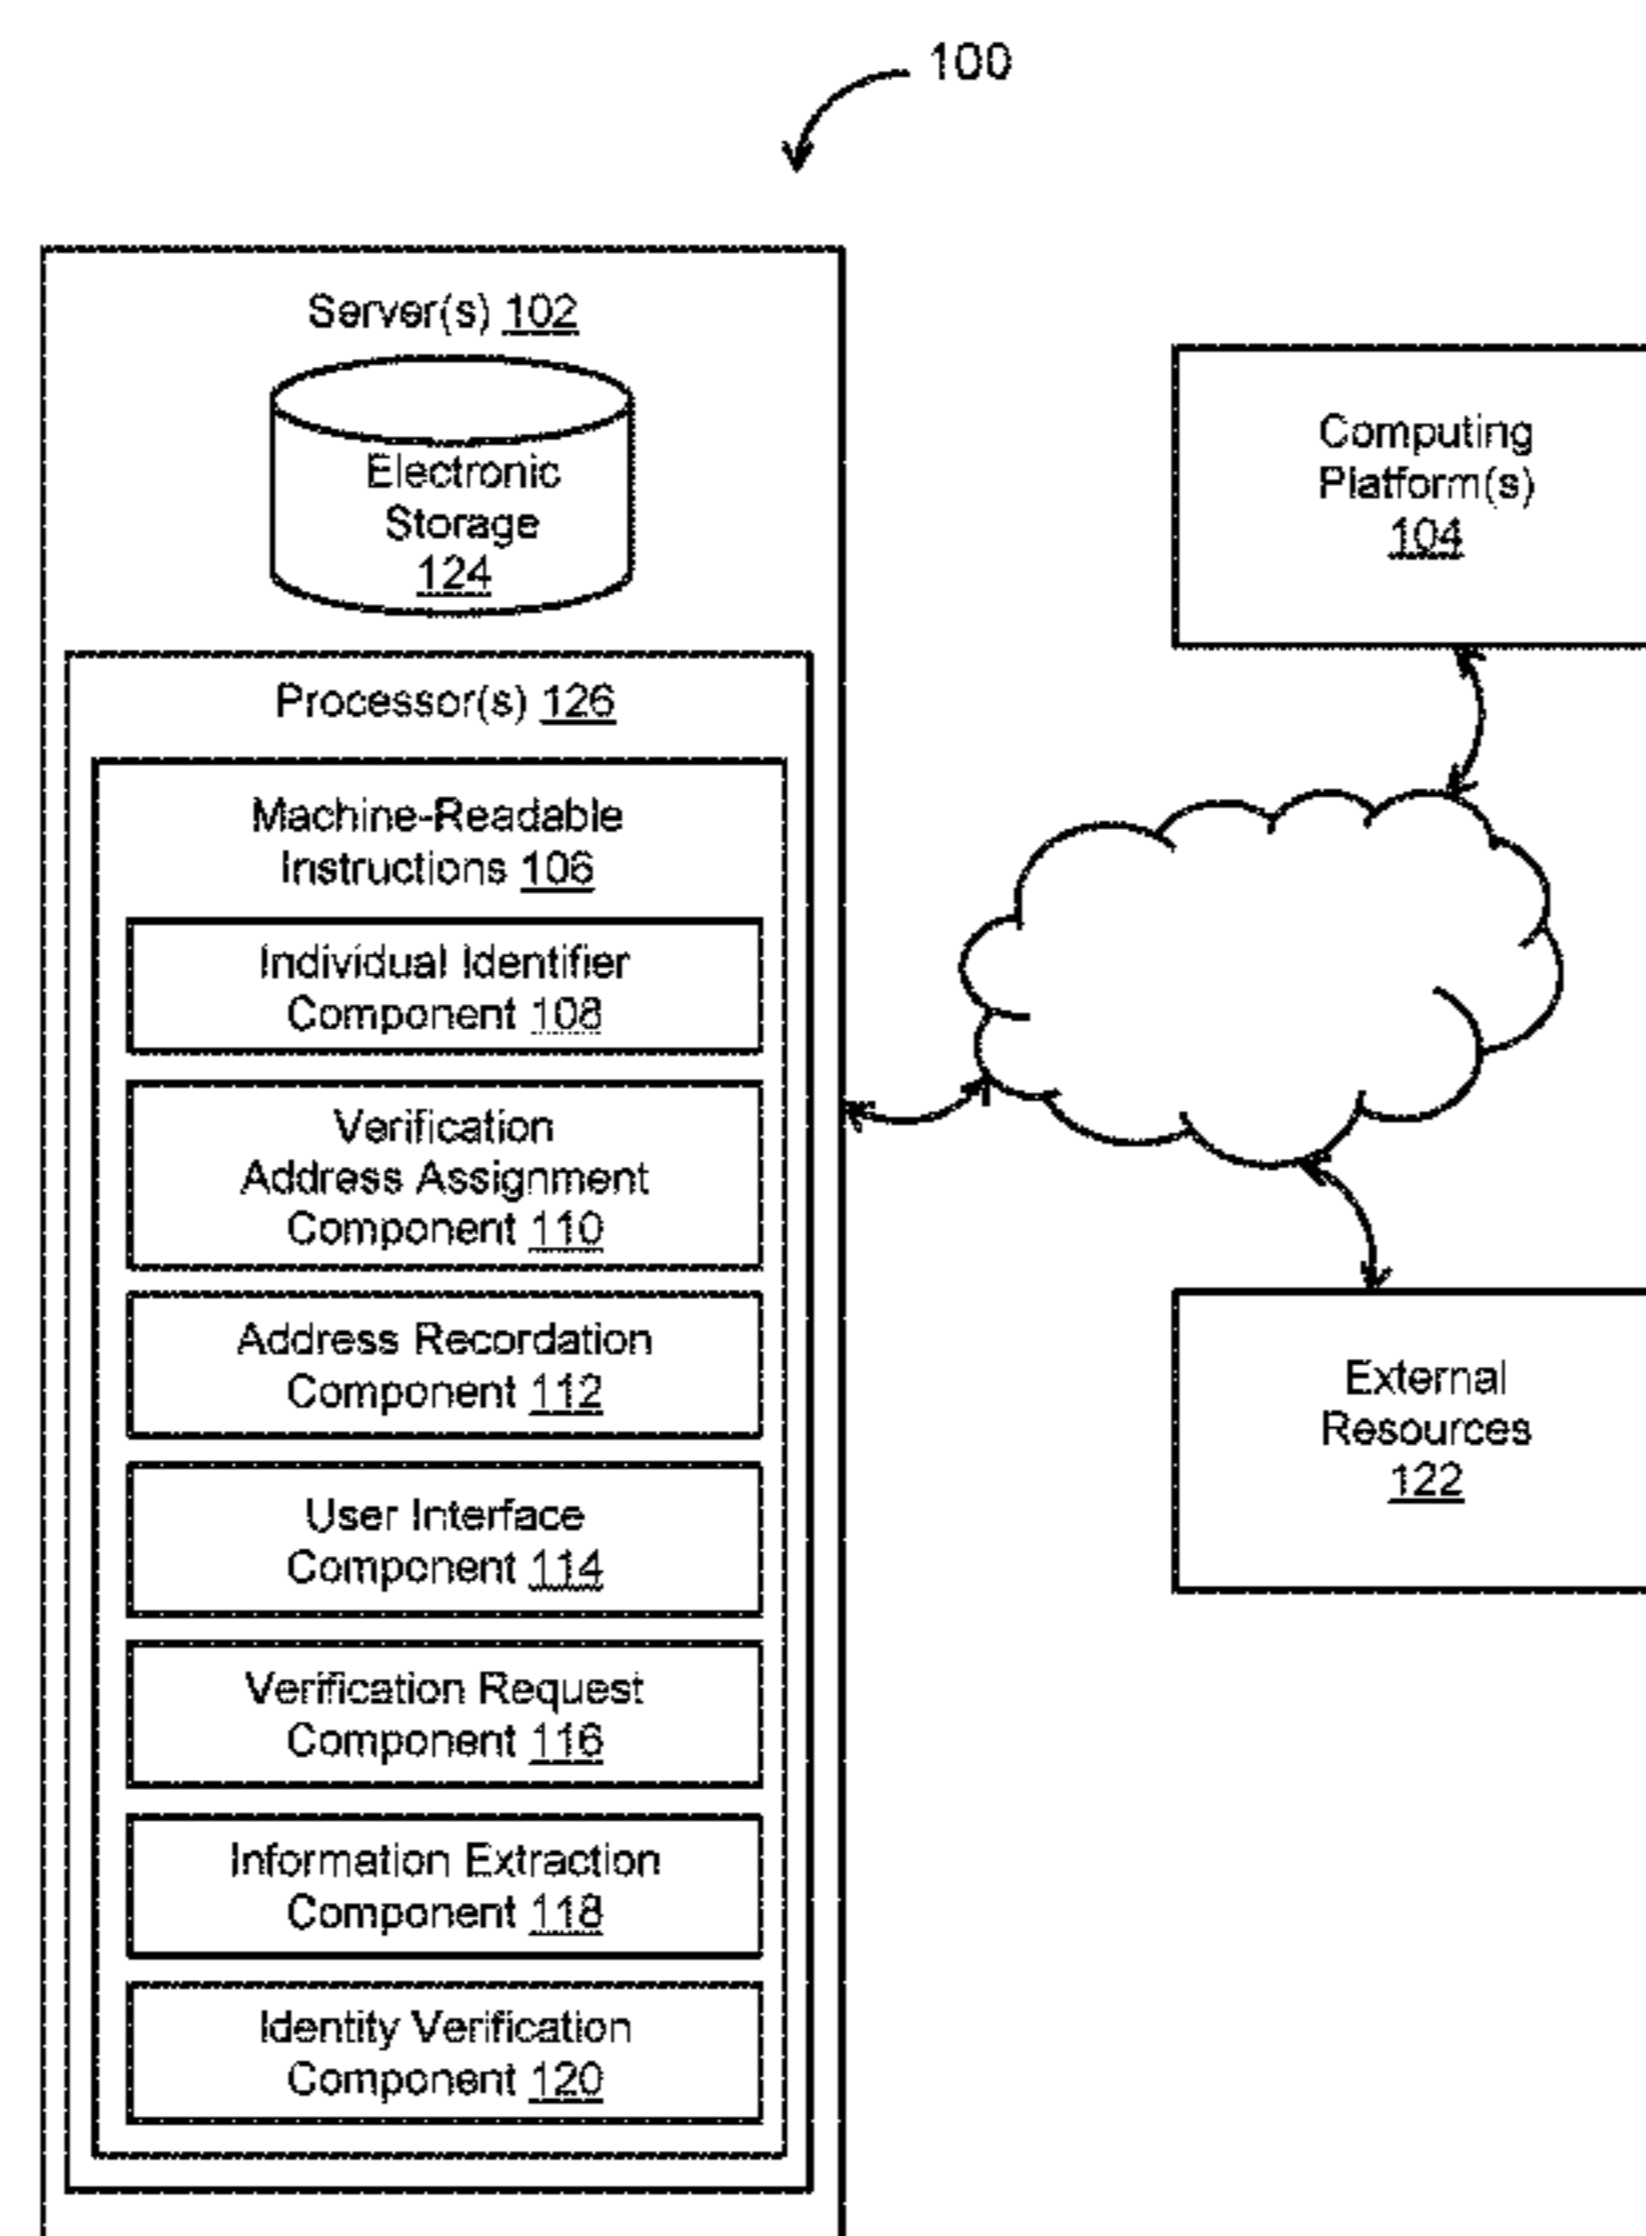 100
Server(s) 102
Electronic
Storage
124
Processor(s) 126
Machine-Readable
Instructions 106
Individual Identifier
Component 108
Verification
Address Assignment
Component 110
Address Recordation
Component 112
User Interface
Component 114
Verification Request
Component 116
Information Extraction
Component 118
Identity Verification
Component 120
Computing
Platform(s)
104
External
Resources
122